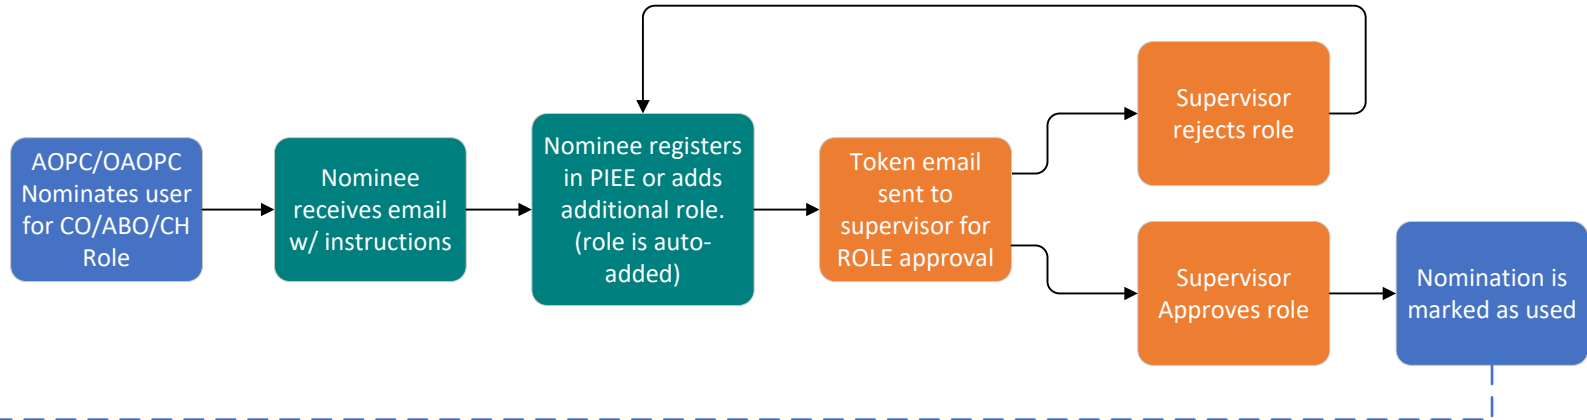 AOPC/OAOPC
Nominates user
for CO/ABO/CH
Role
Nominee
receives email
w/ instructions
Nominee registers
in PIEE or adds
additional role.
(role is auto-
added)
Token email
sent to
supervisor for
ROLE approval
Supervisor
rejects role
Supervisor
Approves role
Nomination is
marked as used